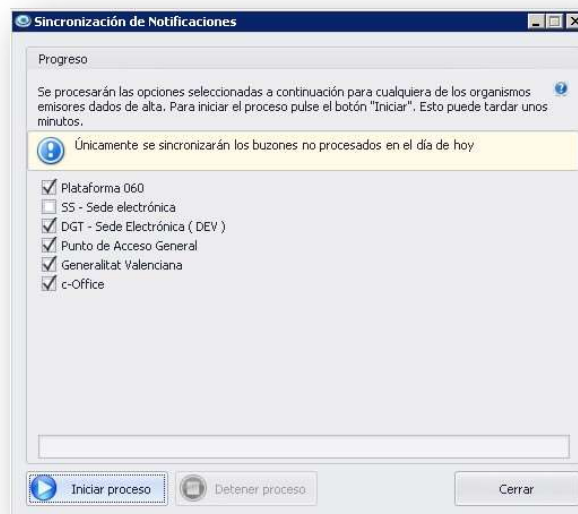 Sincronización de Notificaciones
Progreso
Se procesarán las opciones seleccionadas a continuación para cualquiera de los organismos
emisores dados de alta. Para iniciar el proceso pulse el botón "Iniciar". Esto puede tardar unos
minutos.
Únicamente se sincronizarán los buzones no procesados en el día de hoy
Plataforma 060
SS - Sede electrónica
DGT - Sede Electrónica ( DEV )
Punto de Acceso General
Generalitat Valenciana
c-Office
Iniciar proceso
Detener proceso
Cerrar